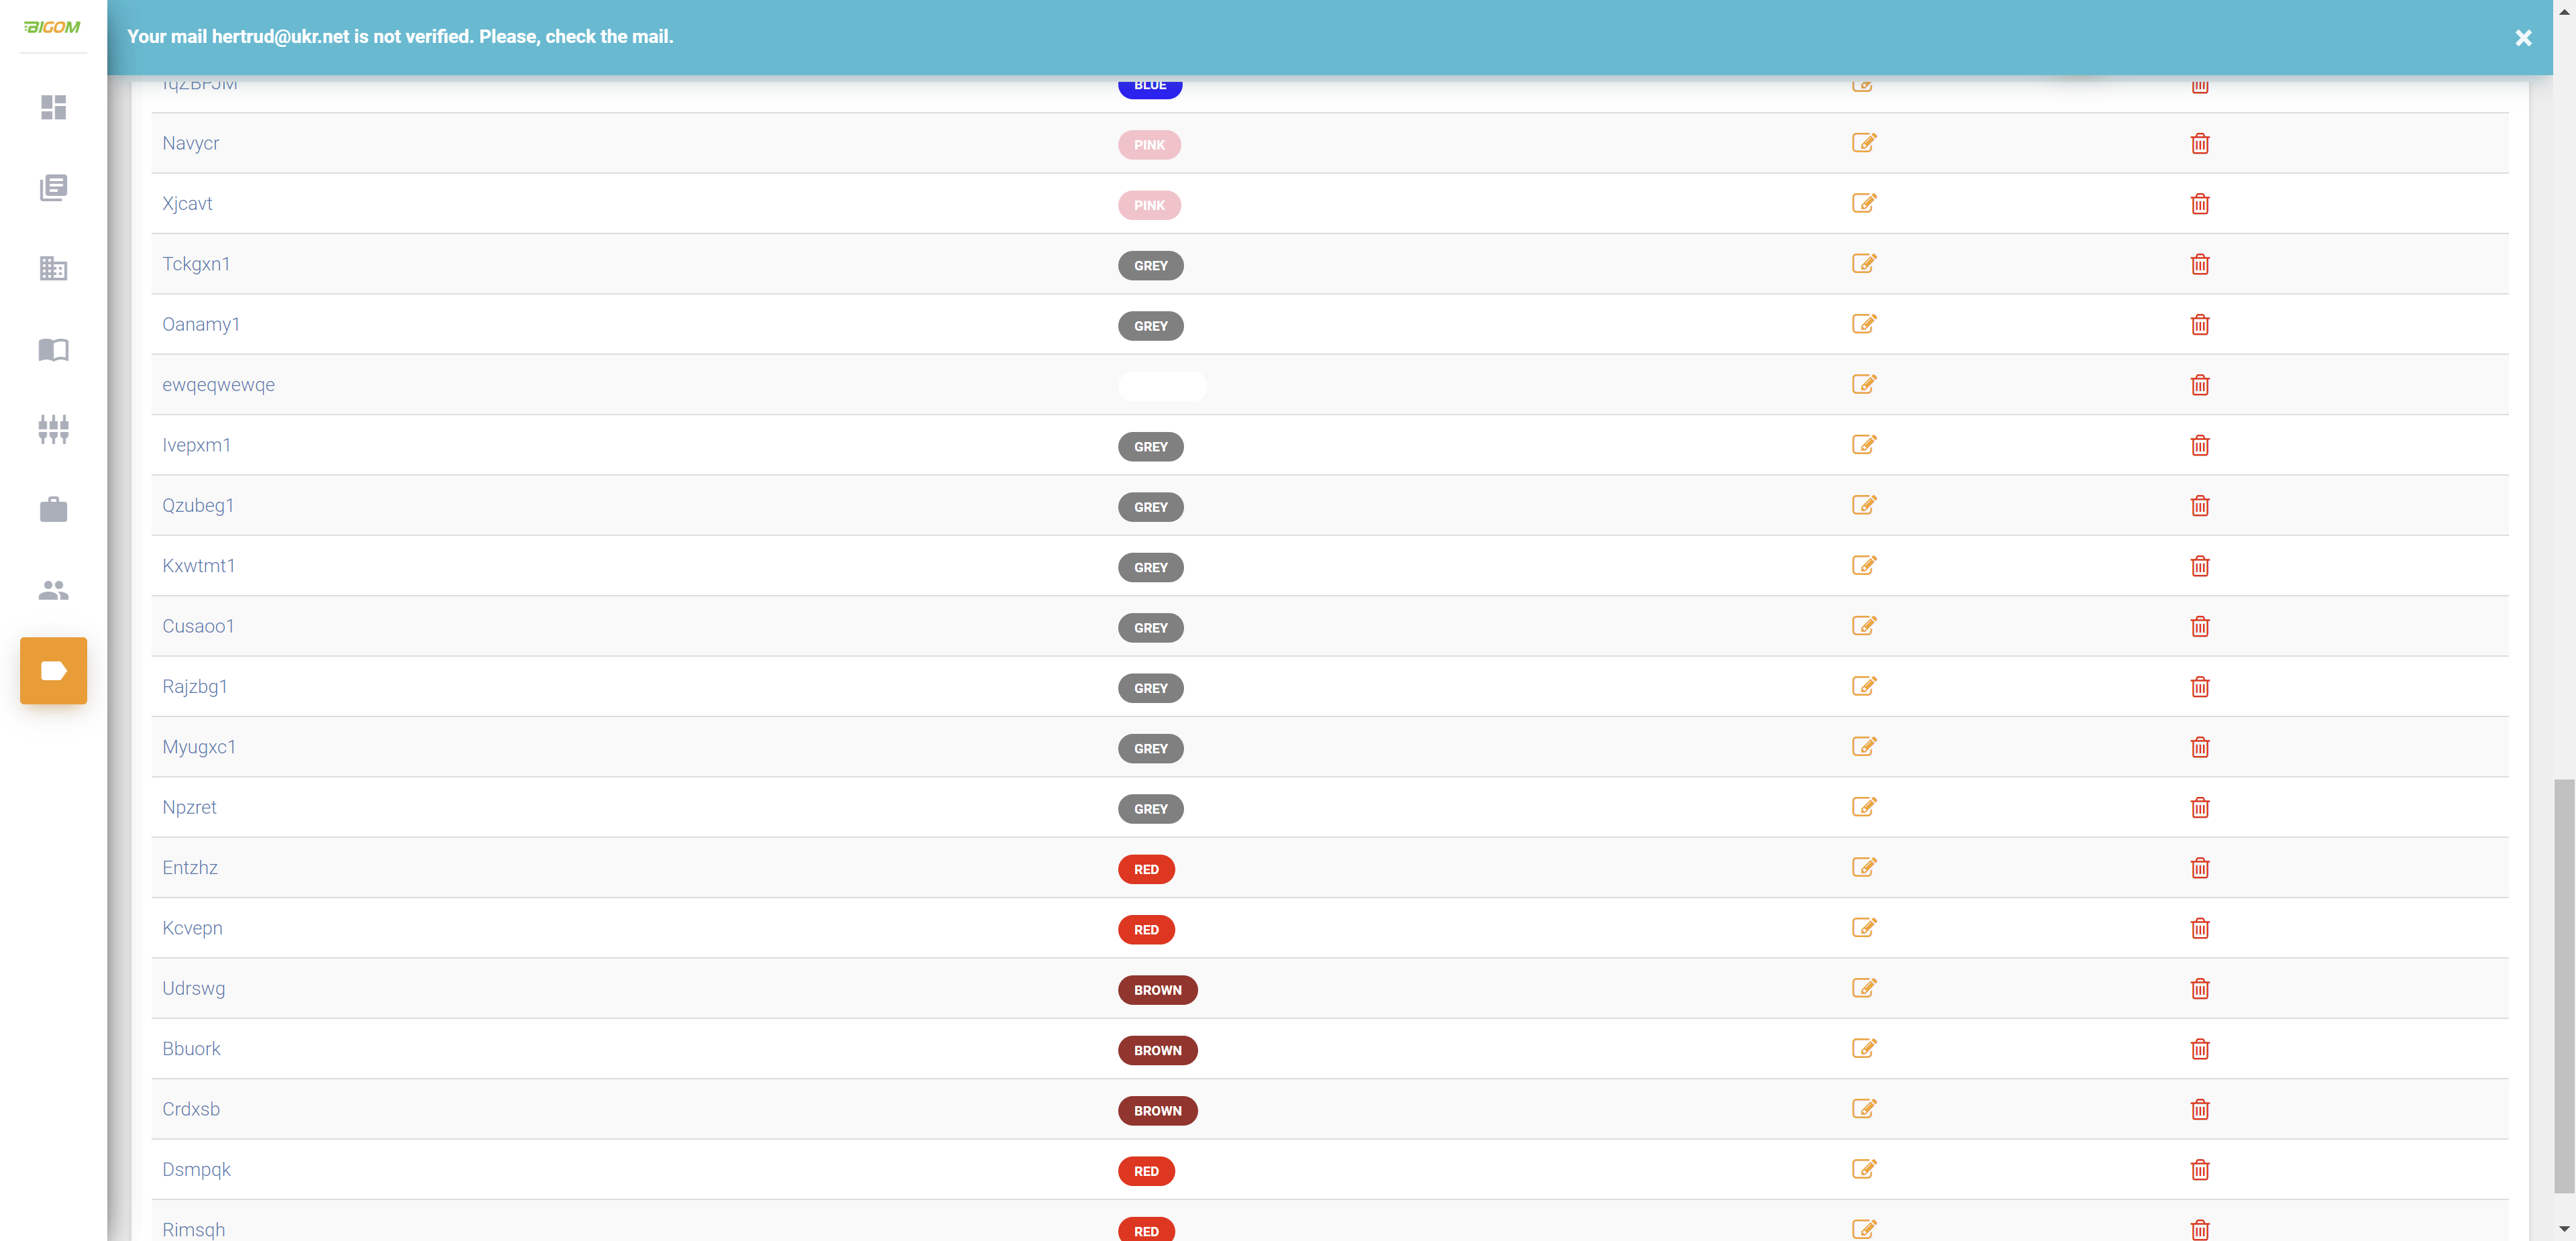 BIGOM
Your mail hertrud@ukr.net is not verified. Please, check the mail.
BLUE
Navycr PINK
Xjcavt PINK
Tckgxn1 GREY
Oanamy1 GREY
ewqeqwewqe
Ivepxm1 GREY
Qzubeg1 GREY
Kxwtmt1 GREY
Cusaoo1 GREY
Rajzbg1 GREY
Myugxc1 GREY
Npzret GREY
Entzhz RED
Kcvepn RED
Udrswg BROWN
Bbuork BROWN
Crdxsb BROWN
Dsmpqk RED
Rimsqh RED